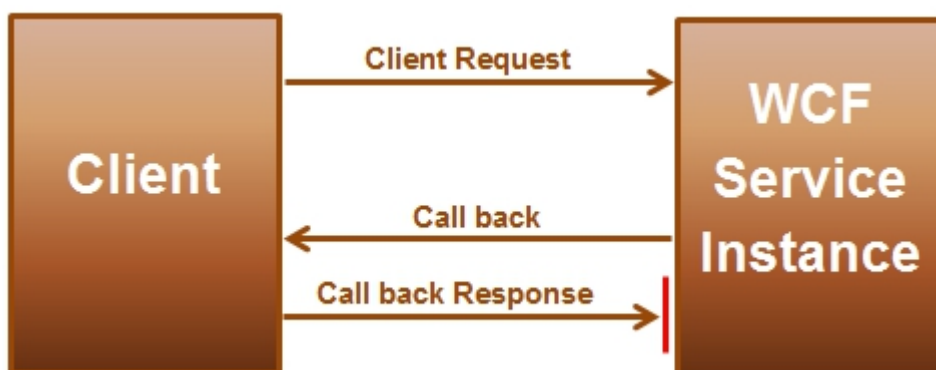 Client Request
WCF
Service
Instance
Client
Call back
Call back Response